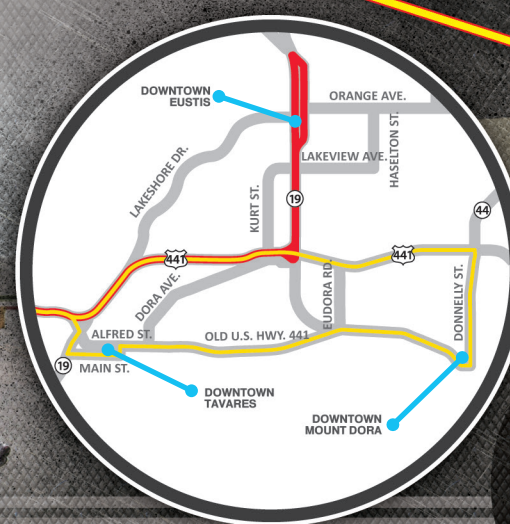 DOWNTOWN
EUSTIS
ORANGE AVE.
HASELTON ST.
LAKEVIEW AVE.
LAKESHORE DR.
KURT ST.
19
44
441
441
DORA AVE.
EUDORA RD.
DONNELLY ST.
ALFRED ST.
OLD U.S. HWY. 441
19
MAIN ST.
DOWNTOWN
TAVARES
DOWNTOWN
MOUNT DORA